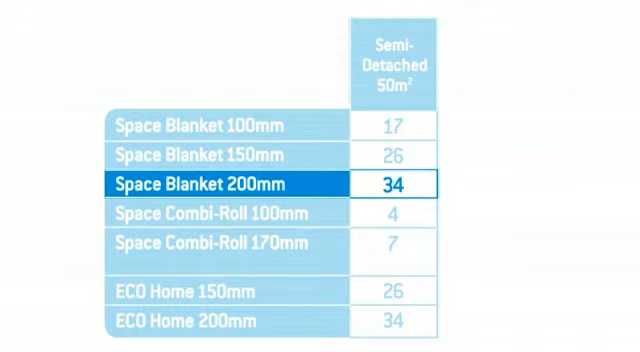 Semi-
Detached
50m²
Space Blanket 100mm 17
Space Blanket 150mm 26
Space Blanket 200mm 34
Space Combi-Roll 100mm 4
Space Combi-Roll 170mm 7
ECO Home 150mm 26
ECO Home 200mm 34